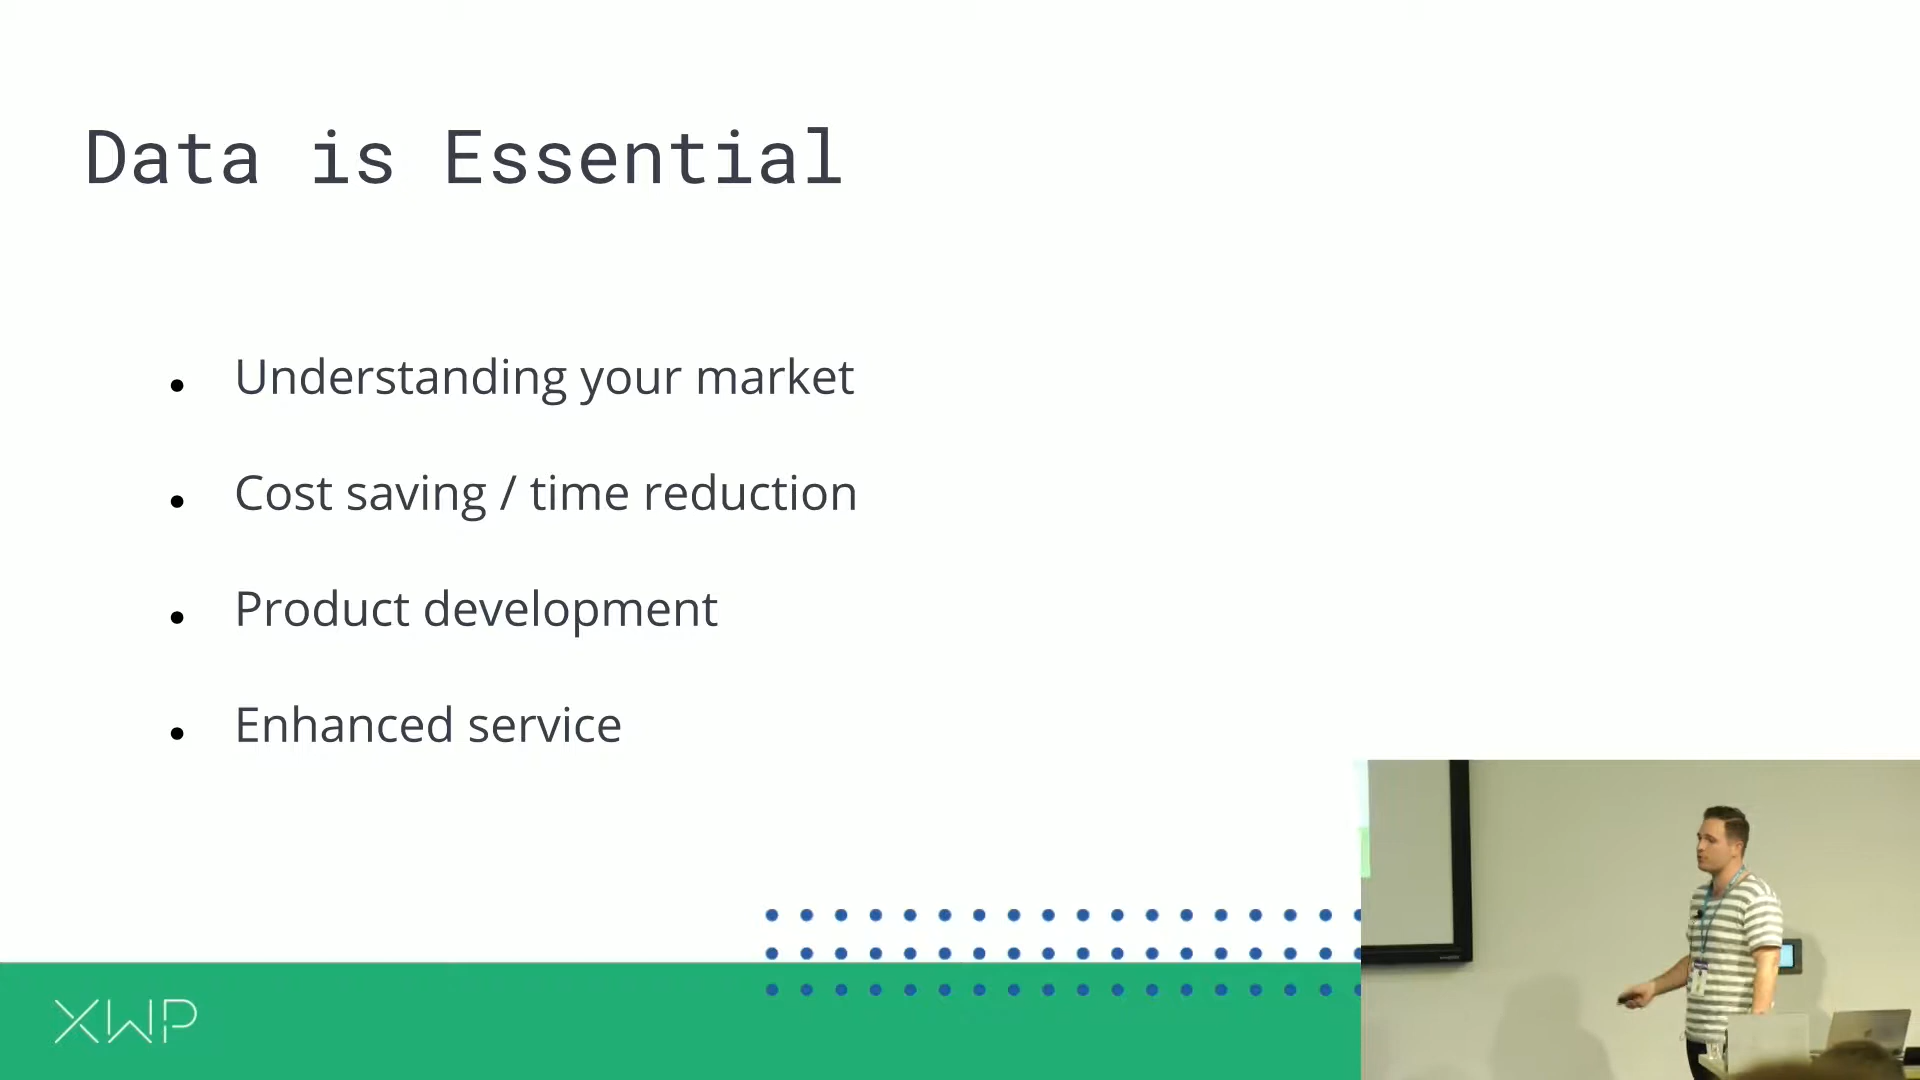 Data is Essential
Understanding your market
Cost saving / time reduction
Product development
Enhanced service
XWP